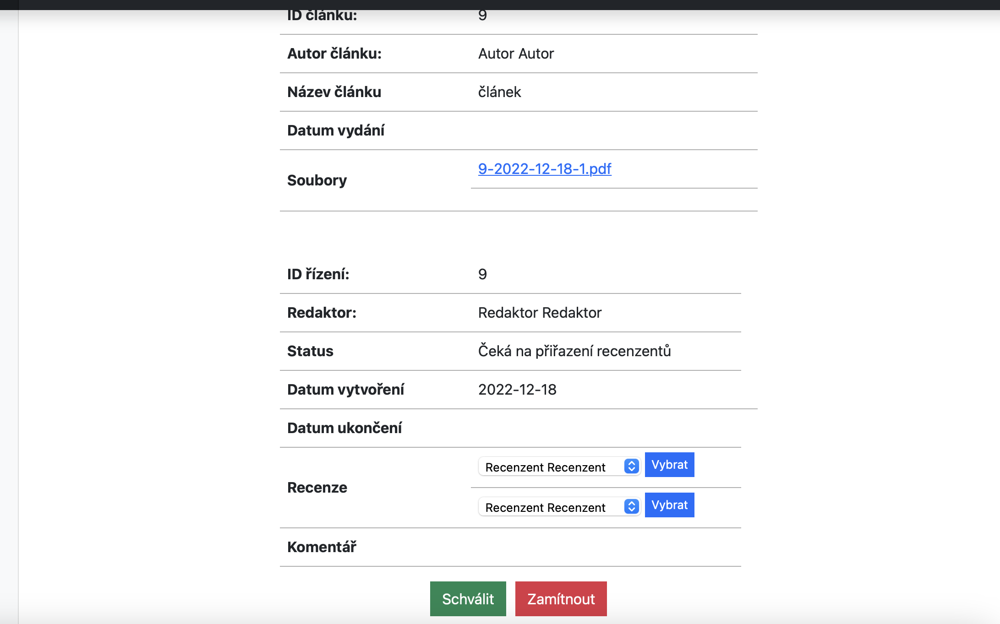 ID článku: 9
Autor článku: Autor Autor
Název článku článek
Datum vydání
Soubory 9-2022-12-18-1.pdf
ID řízení: 9
Redaktor: Redaktor Redaktor
Status Čeká na přiřazení recenzentů
Datum vytvoření 2022-12-18
Datum ukončení
Recenze
Recenzent Recenzent Vybrat
Recenzent Recenzent Vybrat
Komentář
Schválit Zamítnout